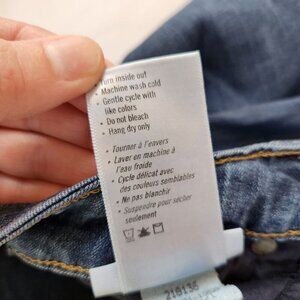 • Turn inside out
• Machine wash cold
• Gentle cycle with
like colors
• Do not bleach
• Hang dry only
• Tourner à l'envers
• Laver en machine à
l'eau froide
• Cycle délicat avec
des couleurs semblables
• Ne pas blanchir
• Suspendre pour sécher
seulement
218136